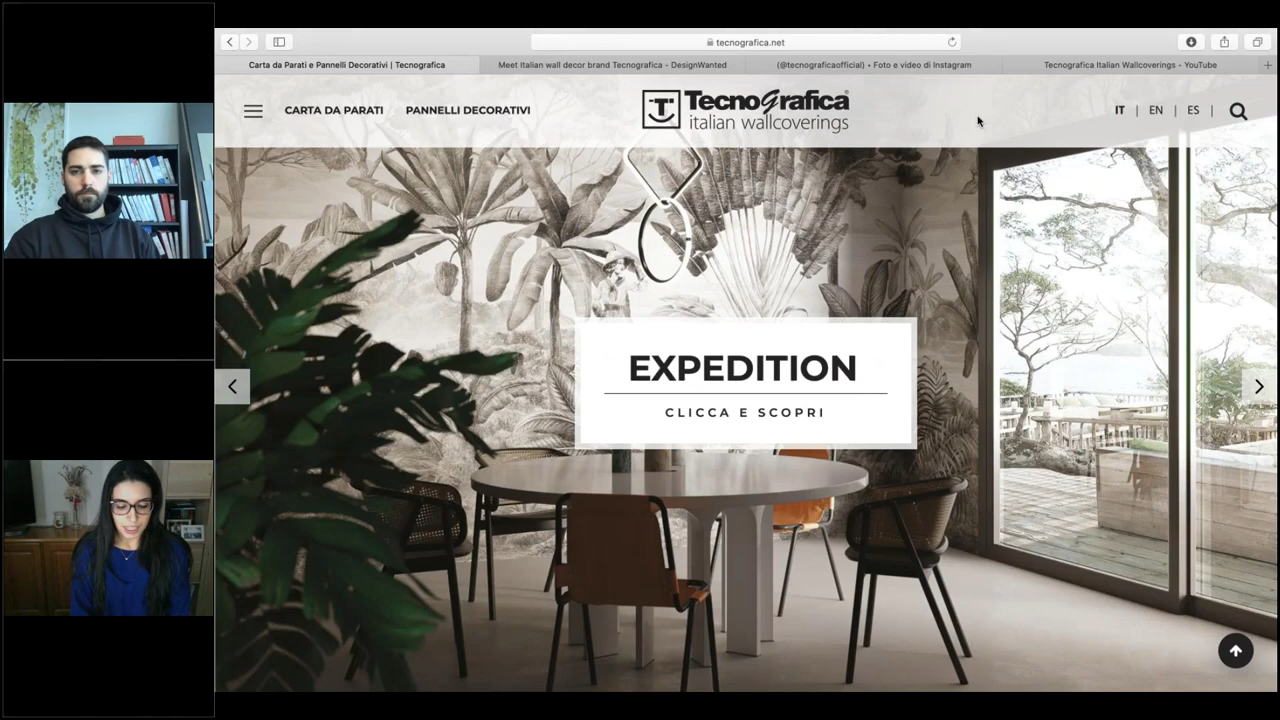 tecnografica.net
Carta da Parati e Pannelli Decorativi | Tecnografica
Meet Italian wall decor brand Tecnografica - DesignWanted
(@tecnograficaofficial) • Foto e video di Instagram
Tecnografica Italian Wallcoverings - YouTube
CARTA DA PARATI
PANNELLI DECORATIVI
TecnoGrafica®
italian wallcoverings
IT | EN | ES |
EXPEDITION
CLICCA E SCOPRI